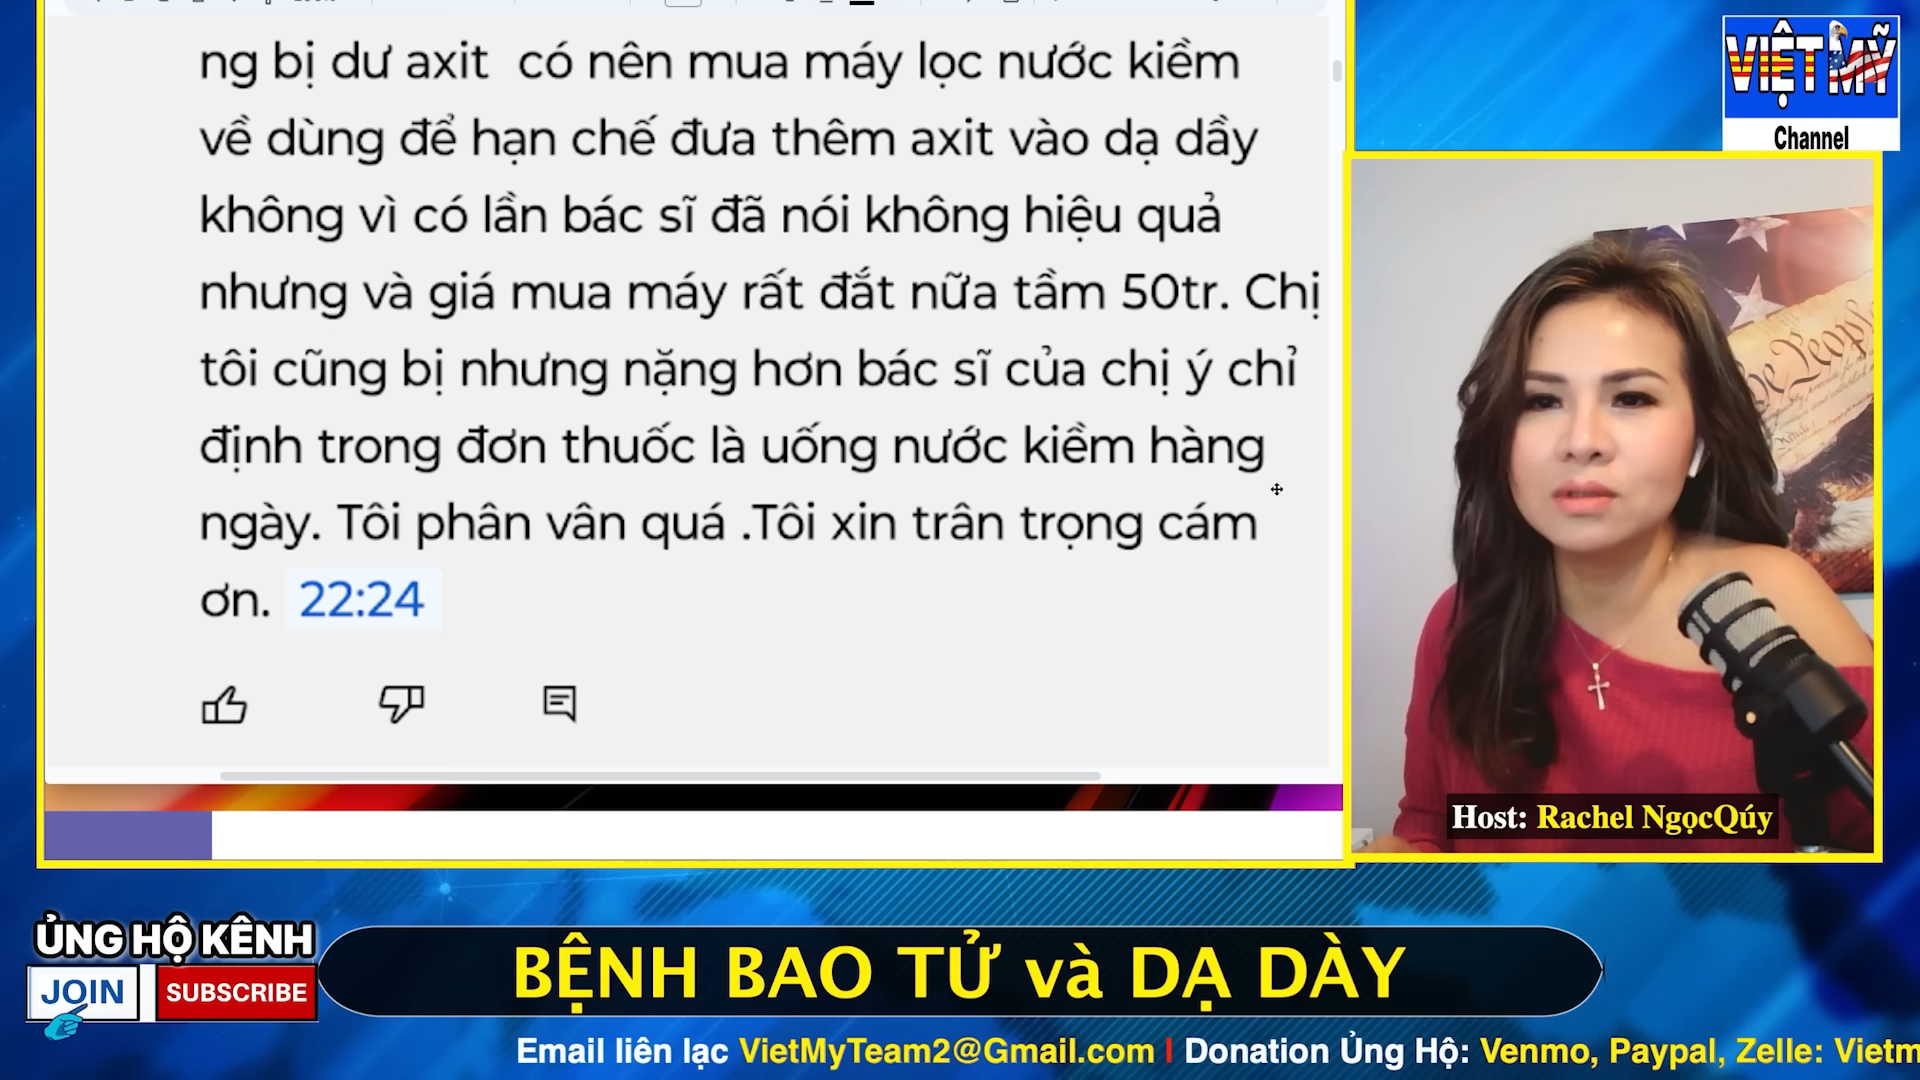 ng bị dư axit có nên mua máy lọc nước kiềm
về dùng để hạn chế đưa thêm axit vào dạ dầy
không vì có lần bác sĩ đã nói không hiệu quả
nhưng và giá mua máy rất đắt nữa tầm 50tr. Chị
tôi cũng bị nhưng nặng hơn bác sĩ của chị ý chỉ
định trong đơn thuốc là uống nước kiềm hàng
ngày. Tôi phân vân quá .Tôi xin trân trọng cám
ơn. 22:24
VIỆT MỸ
Channel
We the People
Host: Rachel NgọcQúy
ỦNG HỘ KÊNH
JOIN SUBSCRIBE
BỆNH BAO TỬ và DẠ DÀY
Email liên lạc VietMyTeam2@Gmail.com | Donation Ủng Hộ: Venmo, Paypal, Zelle: Vietm